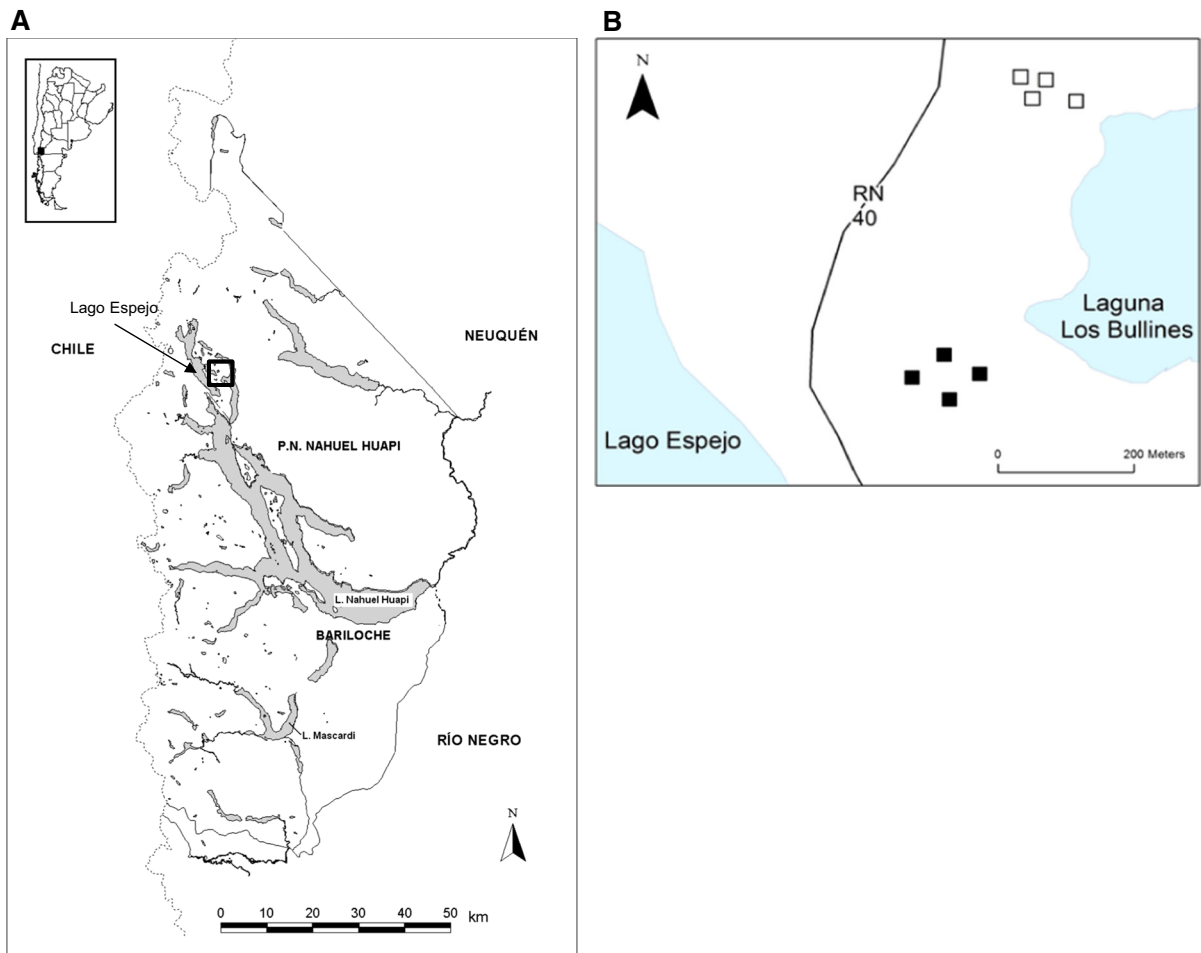 A
Lago Espejo
CHILE
NEUQUÉN
P.N. NAHUEL HUAPI
L. Nahuel Huapi
BARILOCHE
L. Mascardi
RÍO NEGRO
N
0 10 20 30 40 50 km
B
N
RN
40
Laguna
Los Bullines
Lago Espejo
0 200 Meters